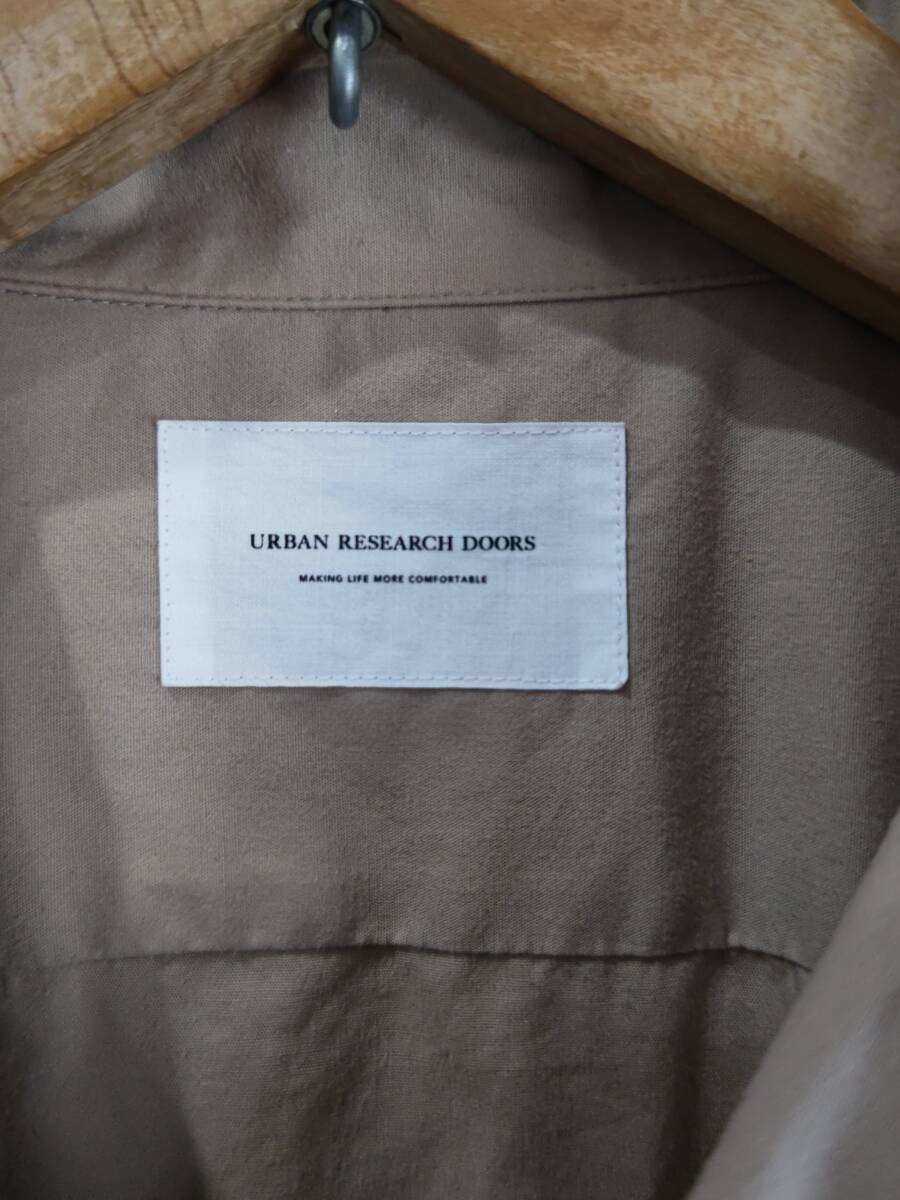 URBAN RESEARCH DOORS
MAKING LIFE MORE COMFORTABLE